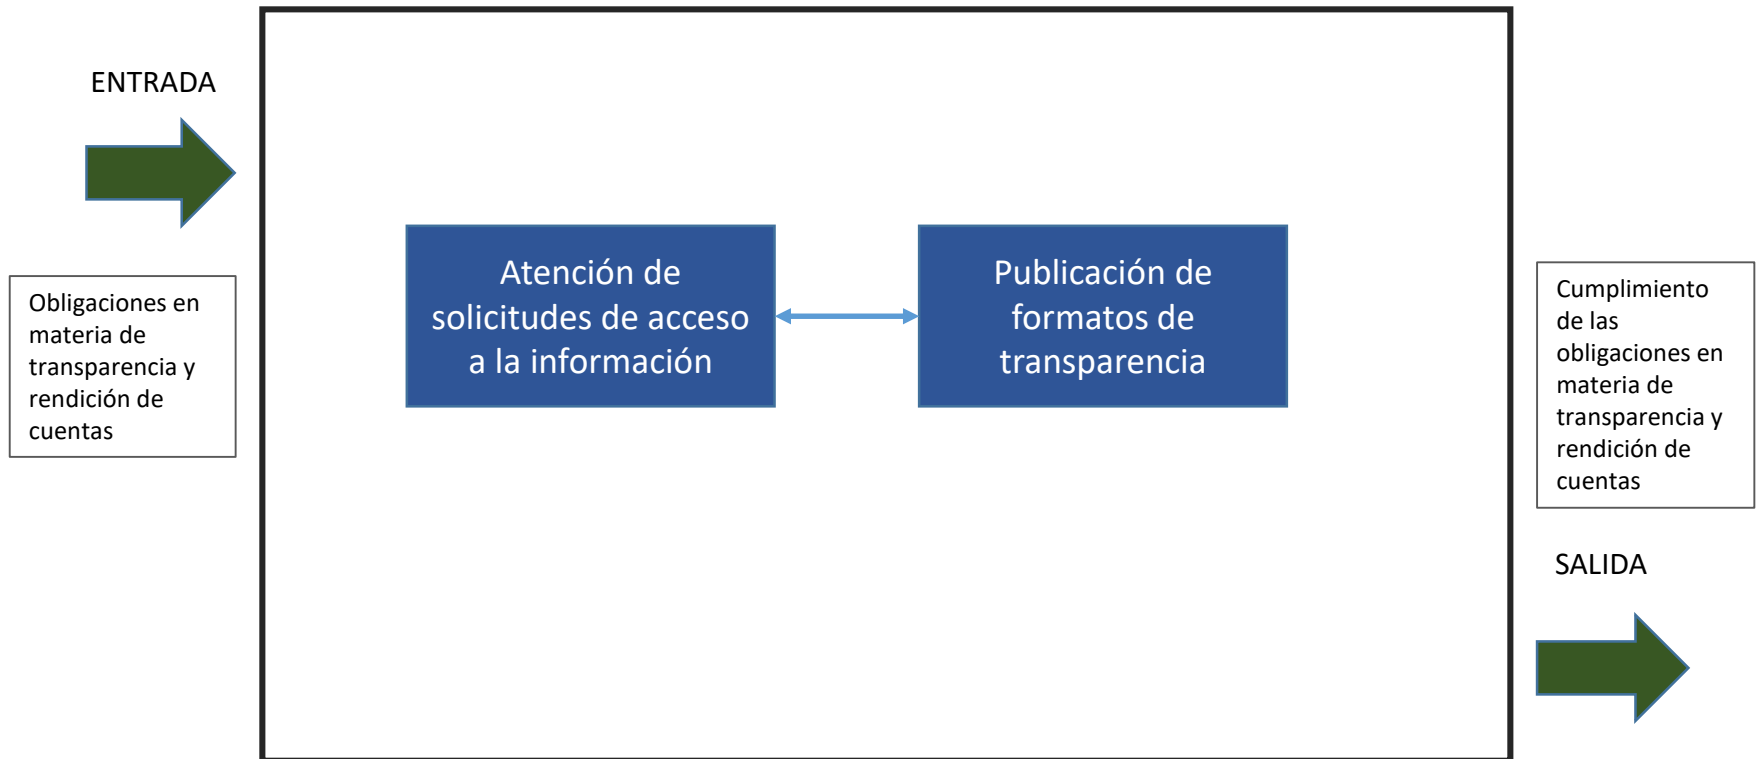 ENTRADA
Obligaciones en
materia de
transparencia y
rendición de
cuentas
Atención de
solicitudes de acceso
a la información
Publicación de
formatos de
transparencia
Cumplimiento
de las
obligaciones en
materia de
transparencia y
rendición de
cuentas
SALIDA